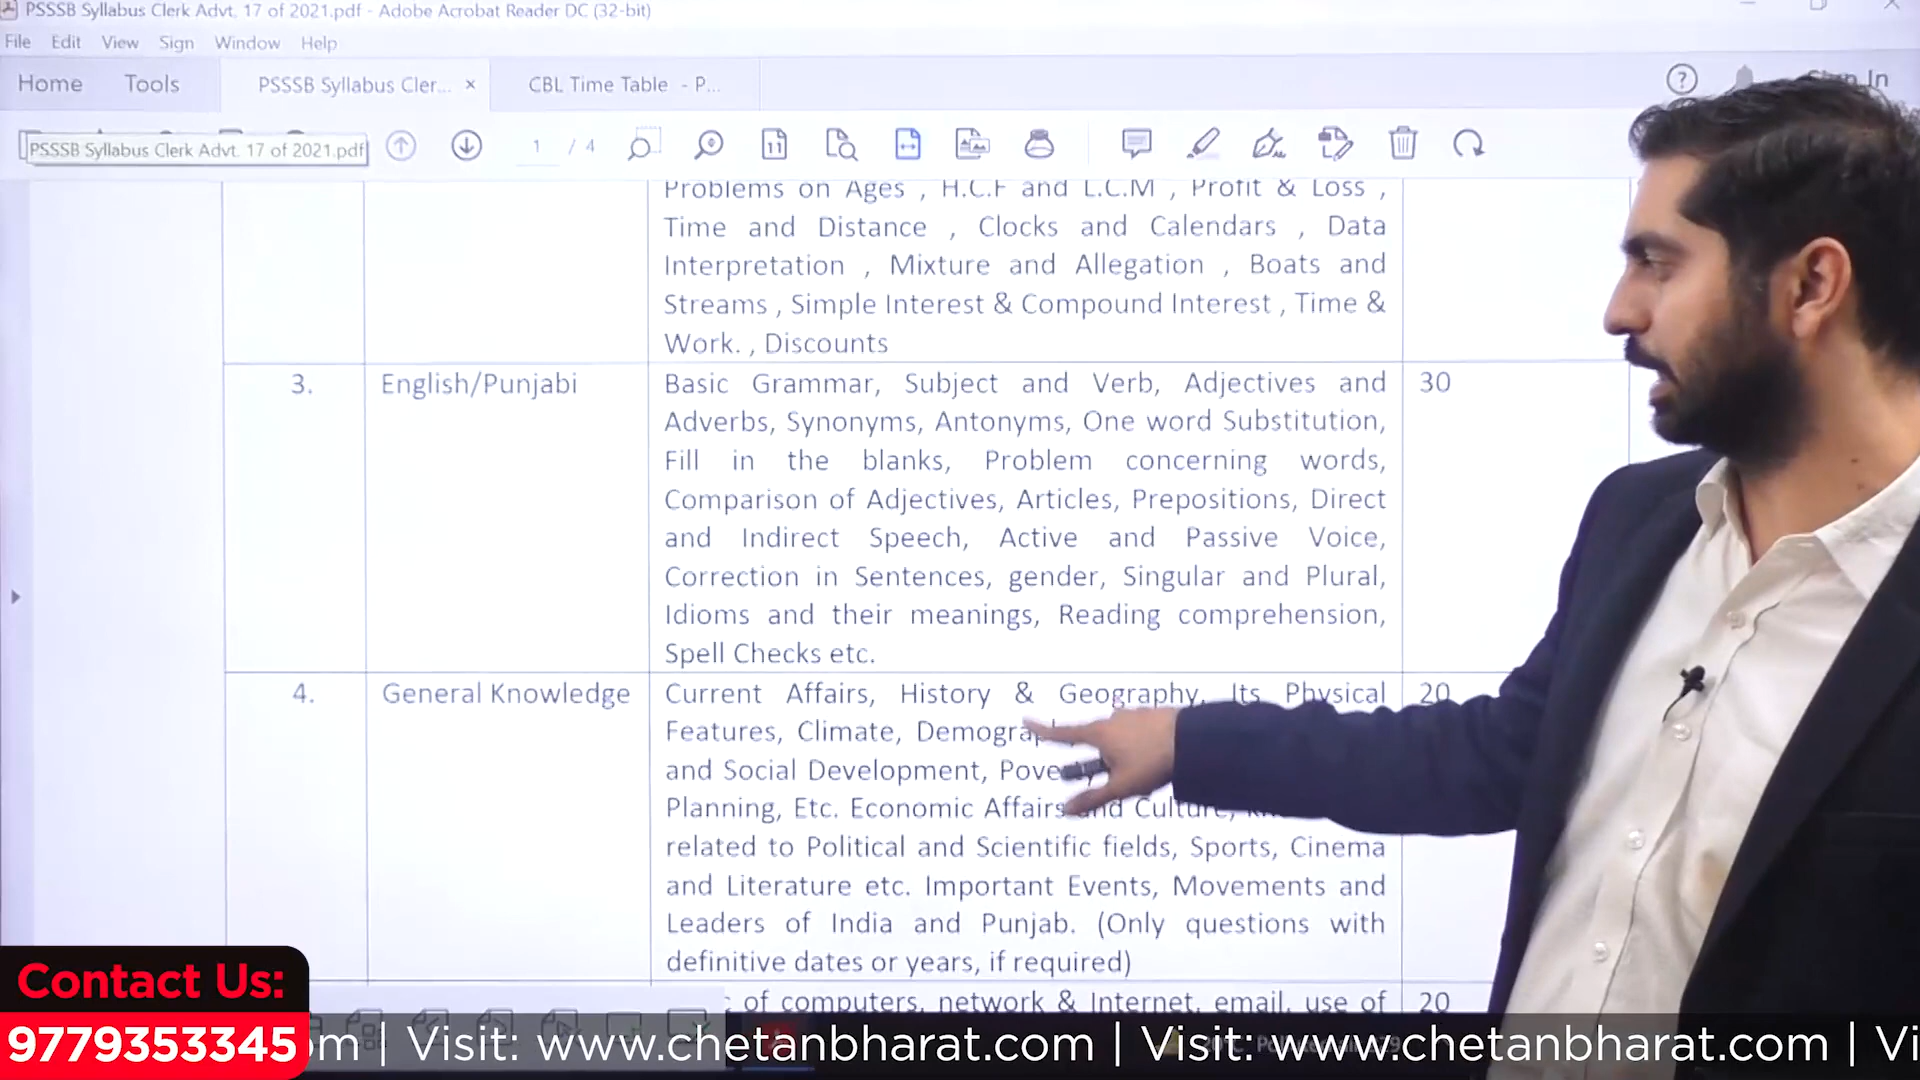 PSSSB Syllabus Clerk Advt. 17 of 2021.pdf - Adobe Acrobat Reader DC (32-bit)
File Edit View Sign Window Help
Home Tools PSSSB Syllabus Cler... × CBL Time Table - P... ? Sign In
PSSSB Syllabus Clerk Advt. 17 of 2021.pdf 1 / 4
Problems on Ages , H.C.F and L.C.M , Profit & Loss ,
Time and Distance , Clocks and Calendars , Data
Interpretation , Mixture and Allegation , Boats and
Streams , Simple Interest & Compound Interest , Time &
Work. , Discounts
3. English/Punjabi Basic Grammar, Subject and Verb, Adjectives and 30
Adverbs, Synonyms, Antonyms, One word Substitution,
Fill in the blanks, Problem concerning words,
Comparison of Adjectives, Articles, Prepositions, Direct
and Indirect Speech, Active and Passive Voice,
Correction in Sentences, gender, Singular and Plural,
Idioms and their meanings, Reading comprehension,
Spell Checks etc.
4. General Knowledge Current Affairs, History & Geography, Its Physical 20
Features, Climate,
and Social Development,
Planning, Etc. Economic Affairs and Culture,
related to Political and Scientific fields, Sports, Cinema
and Literature etc. Important Events, Movements and
Leaders of India and Punjab. (Only questions with
definitive dates or years, if required)
of computers, network & Internet, email, use of 20
Contact Us:
9779353345
om | Visit: www.chetanbharat.com | Visit: www.chetanbharat.com | Vi